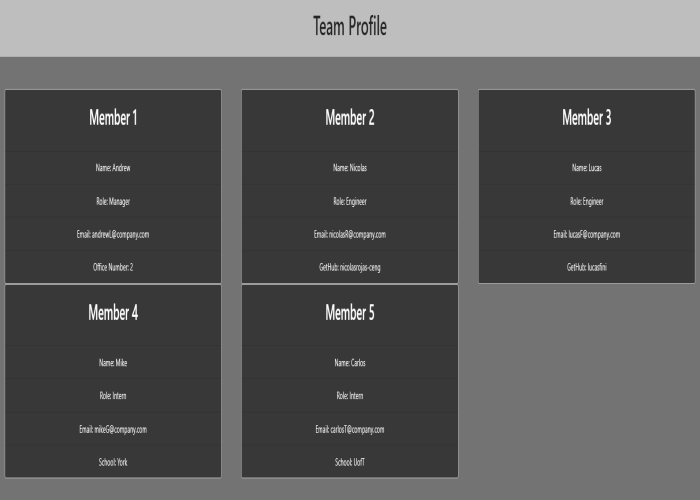 Team Profile
Member 1
Name: Andrew
Role: Manager
Email: andrewL@company.com
Office Number: 2
Member 2
Name: Nicolas
Role: Engineer
Email: nicolasR@company.com
GetHub: nicolasrojas-ceng
Member 3
Name: Lucas
Role: Engineer
Email: lucasF@company.com
GetHub: lucasfini
Member 4
Name: Mike
Role: Intern
Email: mikeG@company.com
School: York
Member 5
Name: Carlos
Role: Intern
Email: carlosT@company.com
School: UofT